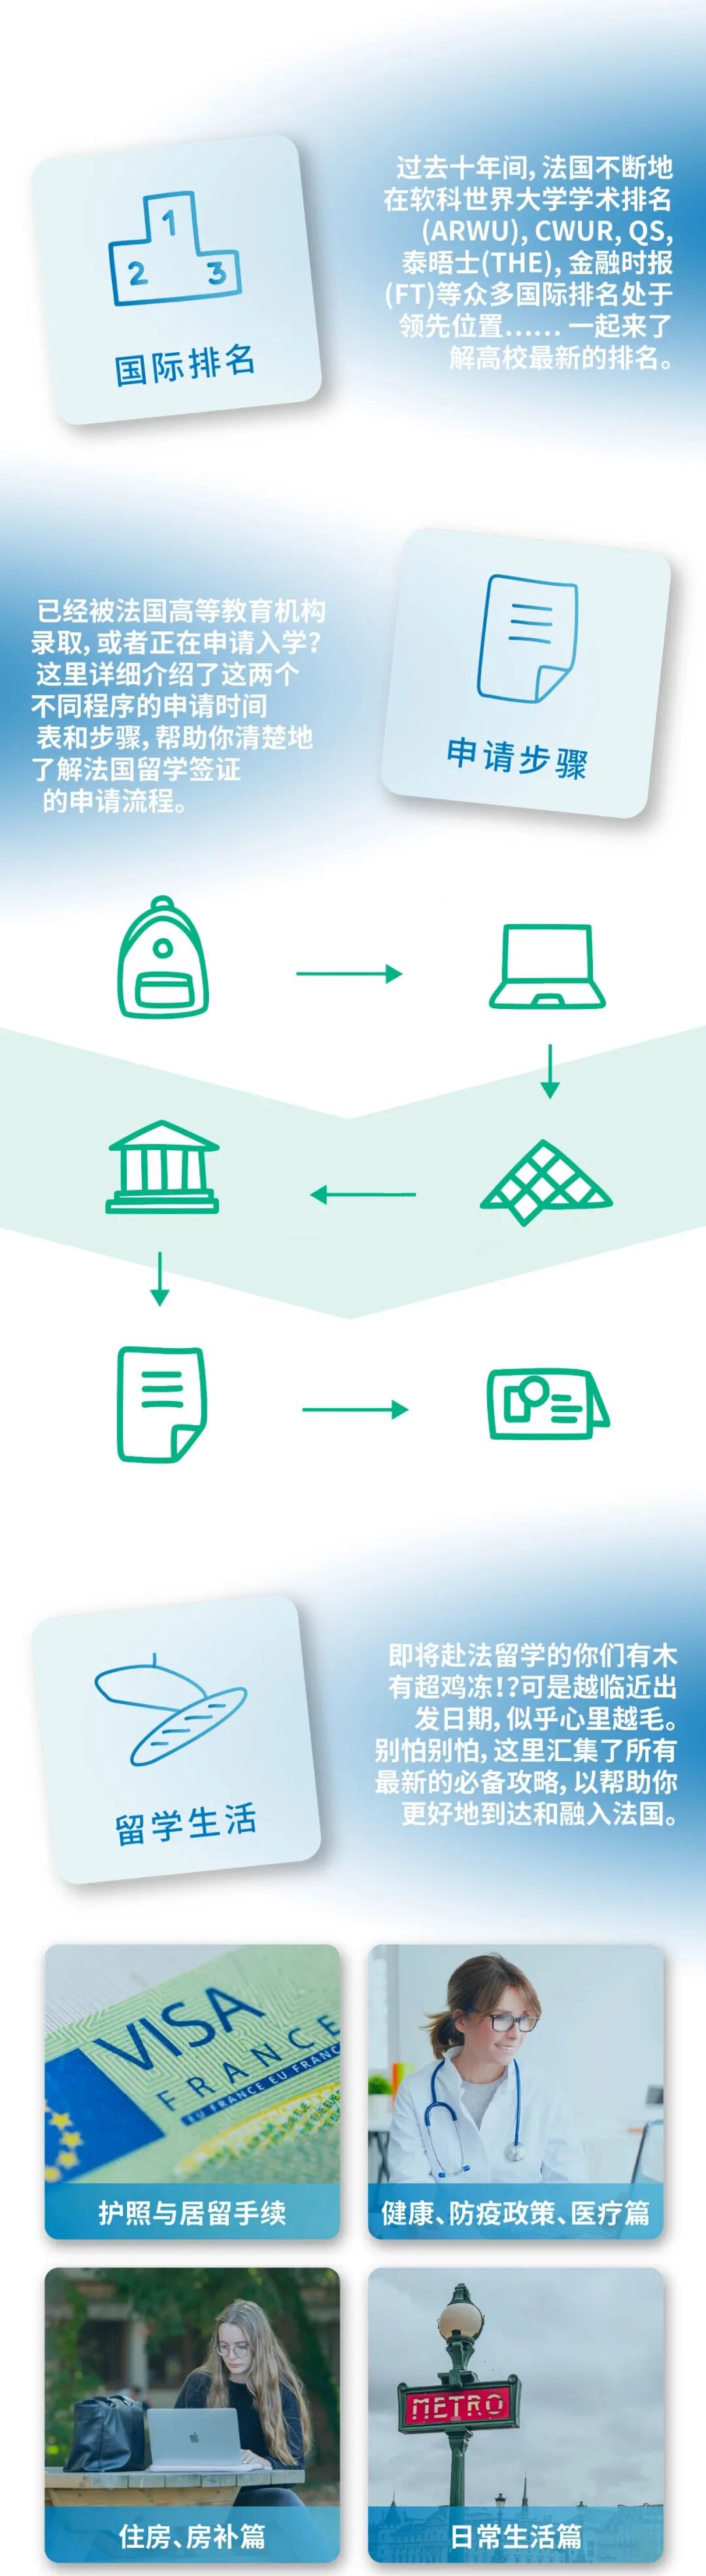 过去十年间，法国不断地
在软科世界大学学术排名
(ARWU)，CWUR，QS，
泰晤士(THE)，金融时报
(FT)等众多国际排名处于
领先位置……一起来了
解高校最新的排名。
1
2 3
国际排名
已经被法国高等教育机构
录取，或者正在申请入学？
这里详细介绍了这两个
不同程序的申请时间
表和步骤，帮助你清楚地
了解法国留学签证
的申请流程。
申请步骤
即将赴法留学的你们有木
有超鸡冻！？可是越临近出
发日期，似乎心里越毛。
别怕别怕，这里汇集了所有
最新的必备攻略，以帮助你
更好地到达和融入法国。
留学生活
VISA
FRANCE
EU FRANCE EU FRANC
护照与居留手续
健康、防疫政策、医疗篇
住房、房补篇
METRO
日常生活篇